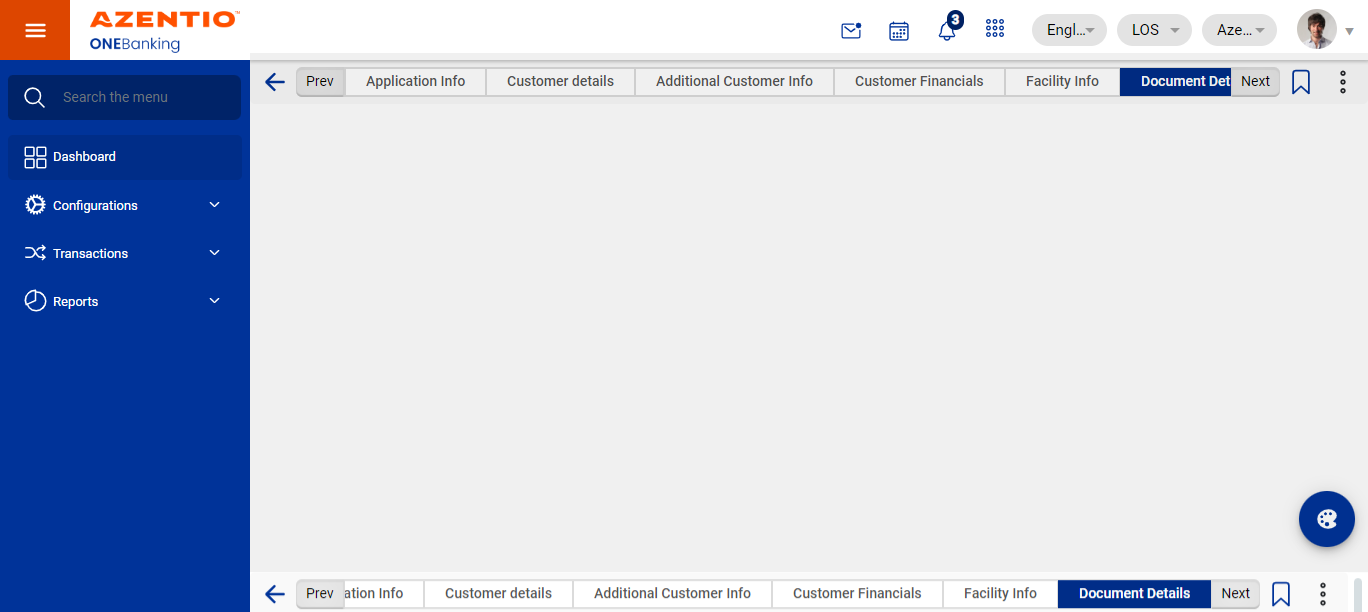 AZENTIO™
ONEBanking
3
Engl...
LOS
Aze...
Search the menu
Dashboard
Configurations
Transactions
Reports
Prev
Application Info
Customer details
Additional Customer Info
Customer Financials
Facility Info
Document Det
Next
Prev
ation Info
Customer details
Additional Customer Info
Customer Financials
Facility Info
Document Details
Next